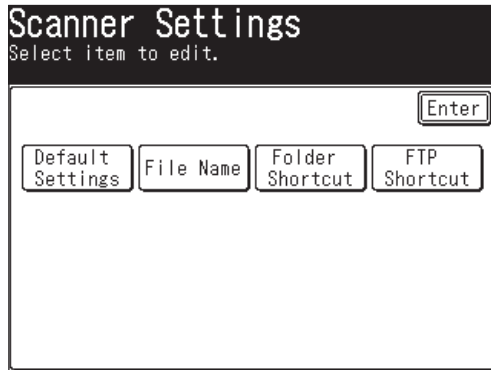 Scanner Settings
Select item to edit.
Enter
Default Settings
File Name
Folder Shortcut
FTP Shortcut